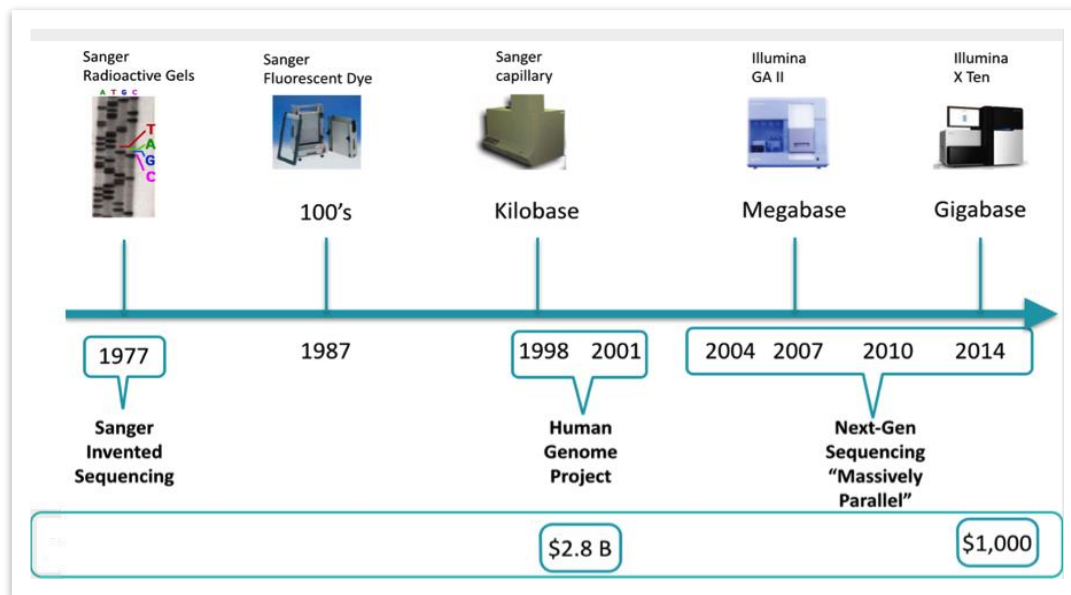 Sanger
Radioactive Gels
A T G C
T
A
G
C
Sanger
Fluorescent Dye
Sanger
capillary
Illumina
GA II
Illumina
X Ten
100's
Kilobase
Megabase
Gigabase
1977
1987
1998 2001
2004 2007 2010 2014
Sanger
Invented
Sequencing
Human
Genome
Project
Next-Gen
Sequencing
“Massively
Parallel”
$2.8 B
$1,000